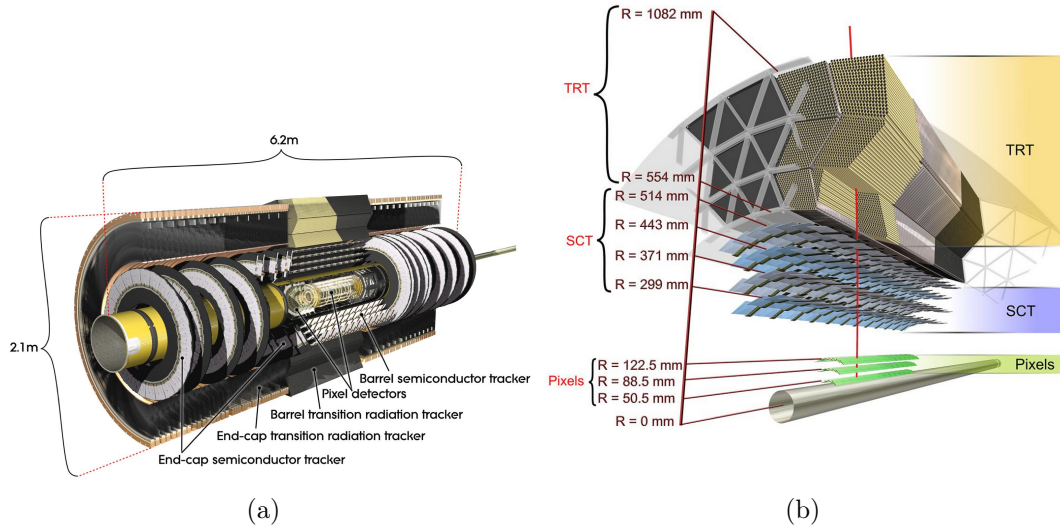 6.2m
2.1m
Barrel semiconductor tracker
Pixel detectors
Barrel transition radiation tracker
End-cap transition radiation tracker
End-cap semiconductor tracker
(a)
R = 1082 mm
TRT
R = 554 mm
R = 514 mm
R = 443 mm
SCT
R = 371 mm
R = 299 mm
Pixels
R = 122.5 mm
R = 88.5 mm
R = 50.5 mm
R = 0 mm
TRT
SCT
Pixels
(b)